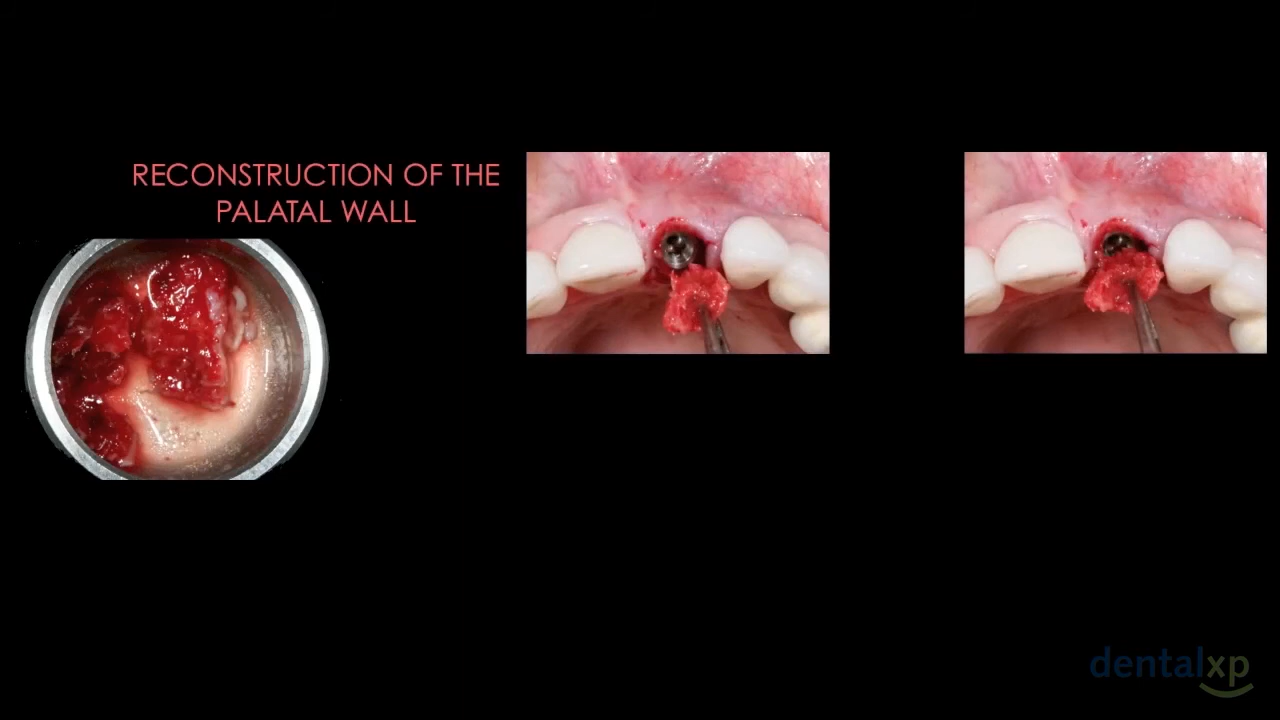 RECONSTRUCTION OF THE
PALATAL WALL
dentalxp